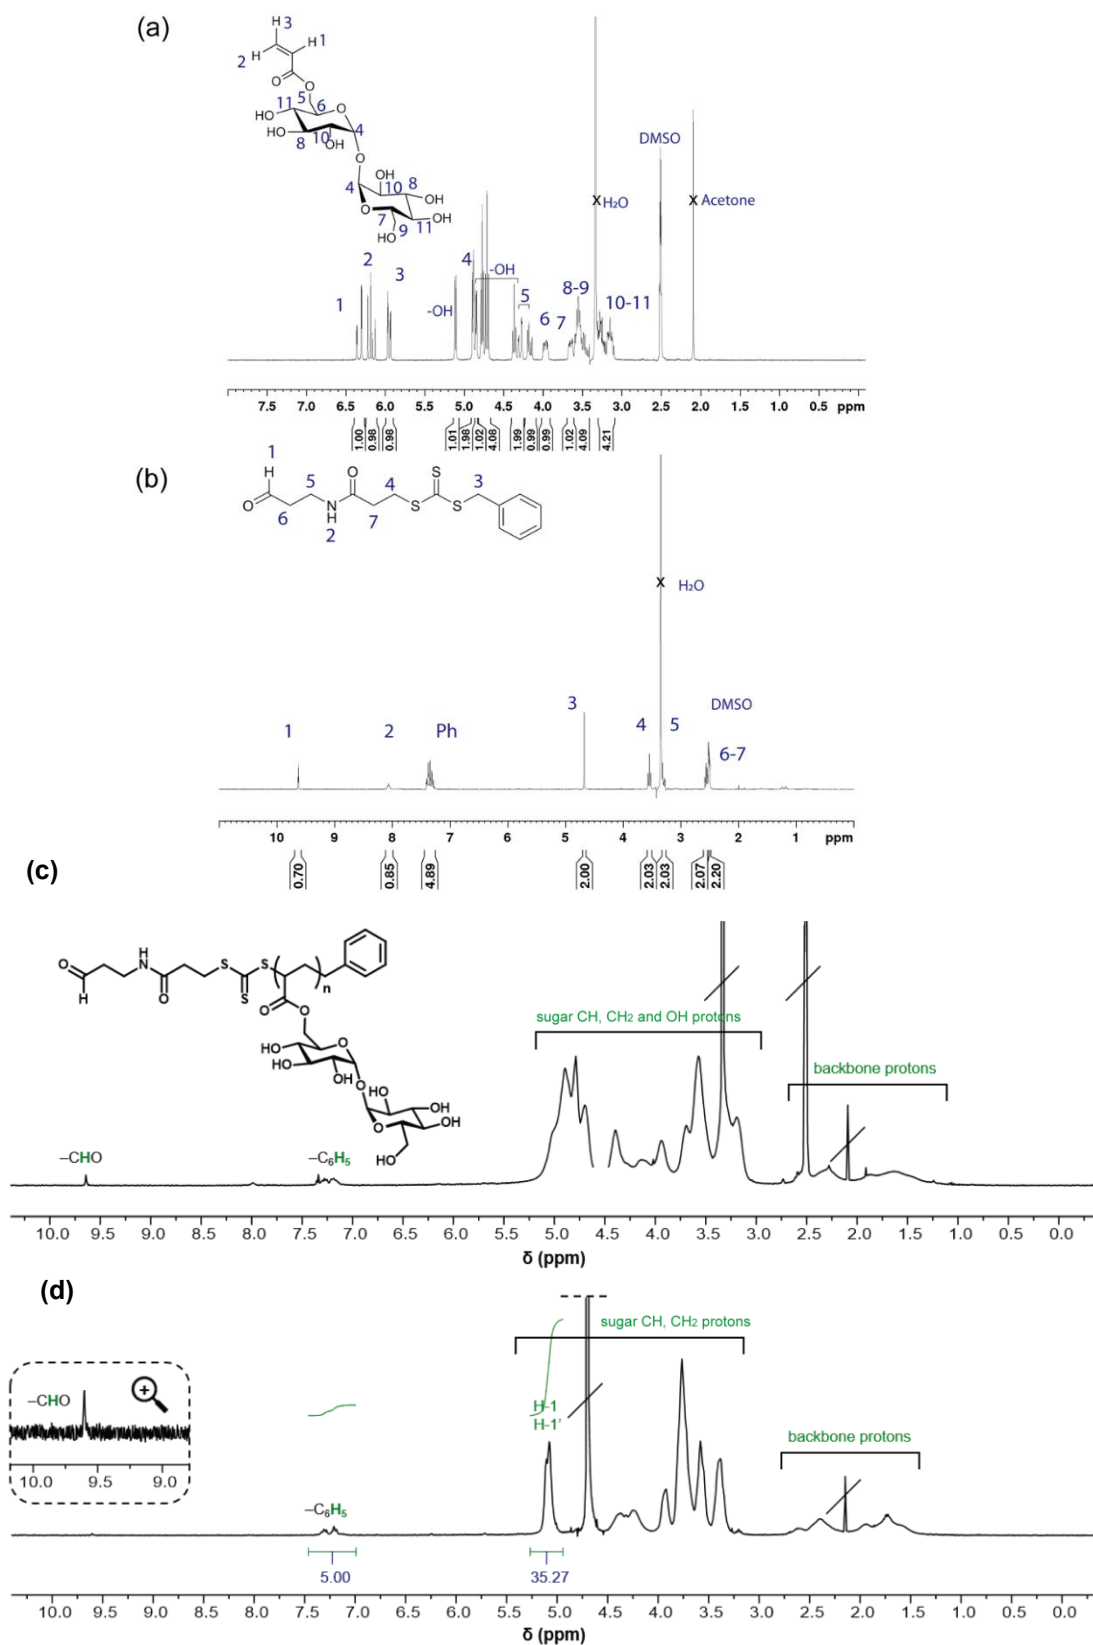 (a)
H 3
H 1
2 H
O
O
5
11 6 O
HO
HO 4
8 10
OH
O
4 OH 8
10
OH
O OH
7 11
HO 9
1
2
3
-OH
4
-OH
5
6
7
8-9
H₂O
10-11
DMSO
Acetone
7.5 7.0 6.5 6.0 5.5 5.0 4.5 4.0 3.5 3.0 2.5 2.0 1.5 1.0 0.5 ppm
1.00 0.98 0.98 1.01 1.98 1.02 4.08 1.99 0.99 0.99 1.02 4.09 4.21
(b)
1
H 5 O 4 S 3
O N S S
6 H 7
2
H₂O
1 2 Ph 3 4 5 DMSO
6-7
10 9 8 7 6 5 4 3 2 1 ppm
0.70 0.85 4.89 2.00 2.03 2.03 2.07 2.20
(c)
O H N S S
H O S n
O O
HO O
HO
OH O
OH
OH
O OH
HO
sugar CH, CH₂ and OH protons
backbone protons
–CHO
–C₆H₅
10.0 9.5 9.0 8.5 8.0 7.5 7.0 6.5 6.0 5.5 5.0 4.5 4.0 3.5 3.0 2.5 2.0 1.5 1.0 0.5 0.0
δ (ppm)
(d)
sugar CH, CH₂ protons
–CHO
10.0 9.5 9.0
H-1
H-1'
backbone protons
–C₆H₅
5.00 35.27
10.0 9.5 9.0 8.5 8.0 7.5 7.0 6.5 6.0 5.5 5.0 4.5 4.0 3.5 3.0 2.5 2.0 1.5 1.0 0.5 0.0
δ (ppm)